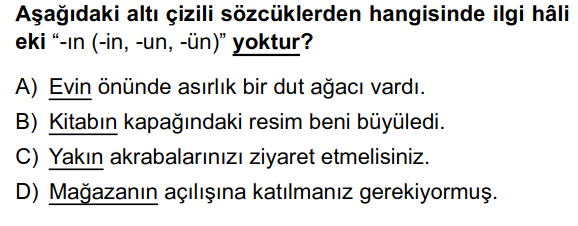 Aşağıdaki altı çizili sözcüklerden hangisinde ilgi hâli
eki “-ın (-in, -un, -ün)” yoktur?
A) Evin önünde asırlık bir dut ağacı vardı.
B) Kitabın kapağındaki resim beni büyüledi.
C) Yakın akrabalarınızı ziyaret etmelisiniz.
D) Mağazanın açılışına katılmanız gerekiyormuş.